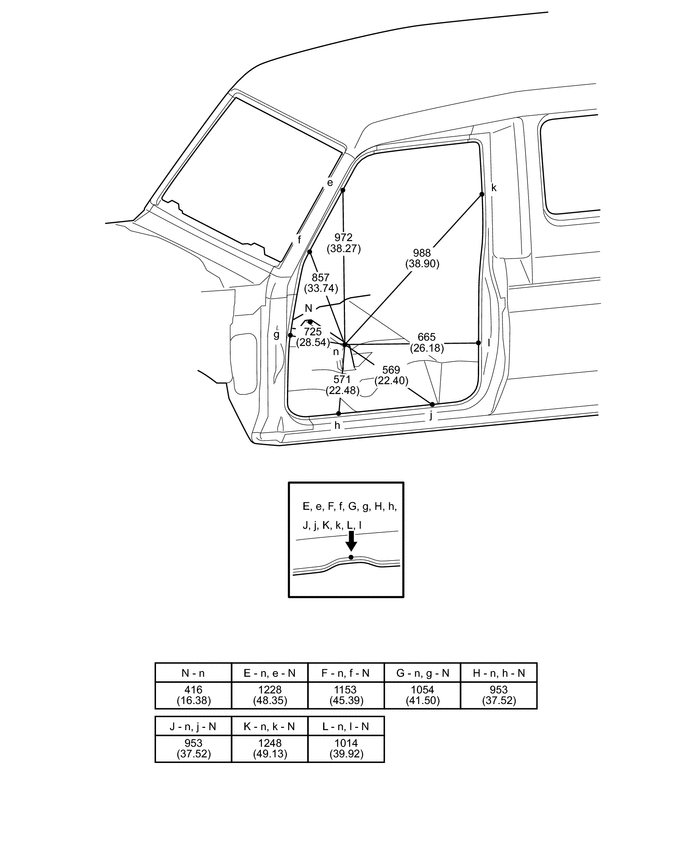 e
k
f
972
(38.27)
988
(38.90)
857
(33.74)
N
g
725
(28.54)
n
665
(26.18)
l
571
(22.48)
569
(22.40)
h
j
E, e, F, f, G, g, H, h,
J, j, K, k, L, l
N - n E - n, e - N F - n, f - N G - n, g - N H - n, h - N
416 1228 1153 1054 953
(16.38) (48.35) (45.39) (41.50) (37.52)
J - n, j - N K - n, k - N L - n, l - N
953 1248 1014
(37.52) (49.13) (39.92)